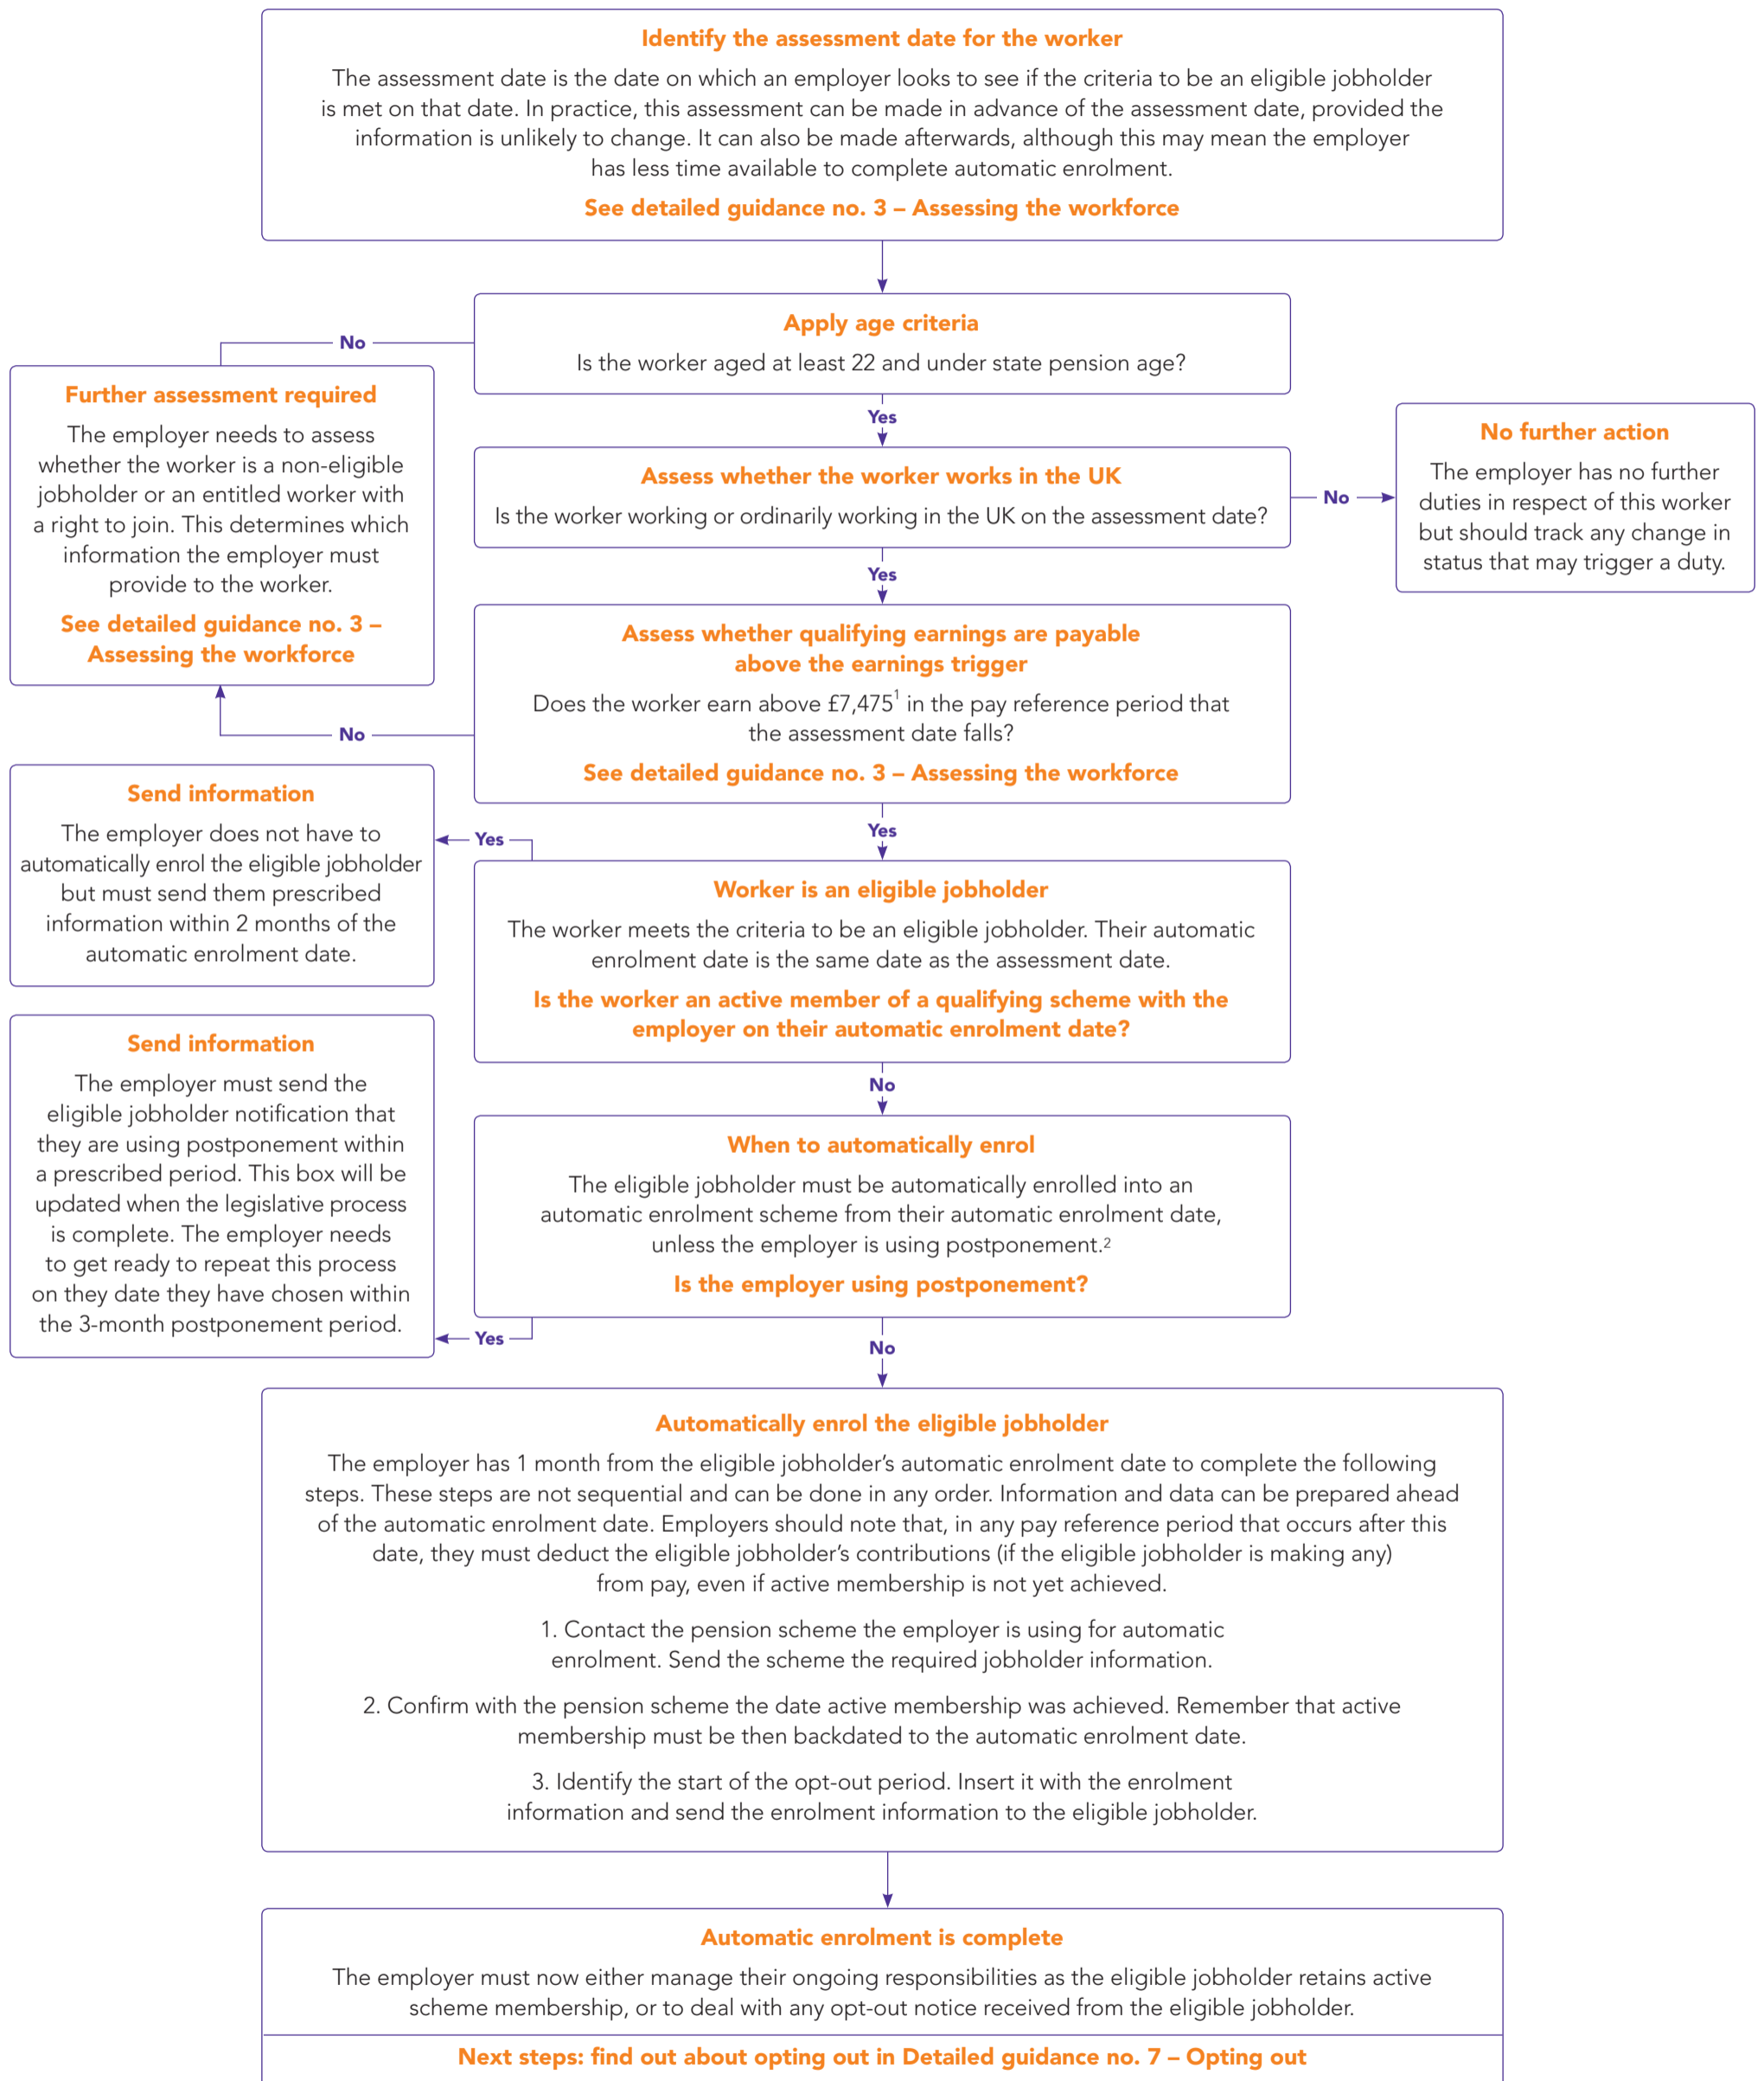 Identify the assessment date for the worker
The assessment date is the date on which an employer looks to see if the criteria to be an eligible jobholder
is met on that date. In practice, this assessment can be made in advance of the assessment date, provided the
information is unlikely to change. It can also be made afterwards, although this may mean the employer
has less time available to complete automatic enrolment.
See detailed guidance no. 3 – Assessing the workforce
Apply age criteria
Is the worker aged at least 22 and under state pension age?
No
Further assessment required
The employer needs to assess
whether the worker is a non-eligible
jobholder or an entitled worker with
a right to join. This determines which
information the employer must
provide to the worker.
See detailed guidance no. 3 –
Assessing the workforce
Yes
Assess whether the worker works in the UK
Is the worker working or ordinarily working in the UK on the assessment date?
No
No further action
The employer has no further
duties in respect of this worker
but should track any change in
status that may trigger a duty.
Yes
Assess whether qualifying earnings are payable
above the earnings trigger
Does the worker earn above £7,475¹ in the pay reference period that
the assessment date falls?
See detailed guidance no. 3 – Assessing the workforce
No
Yes
Worker is an eligible jobholder
The worker meets the criteria to be an eligible jobholder. Their automatic
enrolment date is the same date as the assessment date.
Is the worker an active member of a qualifying scheme with the
employer on their automatic enrolment date?
Yes
Send information
The employer does not have to
automatically enrol the eligible jobholder
but must send them prescribed
information within 2 months of the
automatic enrolment date.
No
When to automatically enrol
The eligible jobholder must be automatically enrolled into an
automatic enrolment scheme from their automatic enrolment date,
unless the employer is using postponement.²
Is the employer using postponement?
Yes
Send information
The employer must send the
eligible jobholder notification that
they are using postponement within
a prescribed period. This box will be
updated when the legislative process
is complete. The employer needs
to get ready to repeat this process
on they date they have chosen within
the 3-month postponement period.
No
Automatically enrol the eligible jobholder
The employer has 1 month from the eligible jobholder’s automatic enrolment date to complete the following
steps. These steps are not sequential and can be done in any order. Information and data can be prepared ahead
of the automatic enrolment date. Employers should note that, in any pay reference period that occurs after this
date, they must deduct the eligible jobholder’s contributions (if the eligible jobholder is making any)
from pay, even if active membership is not yet achieved.
1. Contact the pension scheme the employer is using for automatic
enrolment. Send the scheme the required jobholder information.
2. Confirm with the pension scheme the date active membership was achieved. Remember that active
membership must be then backdated to the automatic enrolment date.
3. Identify the start of the opt-out period. Insert it with the enrolment
information and send the enrolment information to the eligible jobholder.
Automatic enrolment is complete
The employer must now either manage their ongoing responsibilities as the eligible jobholder retains active
scheme membership, or to deal with any opt-out notice received from the eligible jobholder.
Next steps: find out about opting out in Detailed guidance no. 7 – Opting out